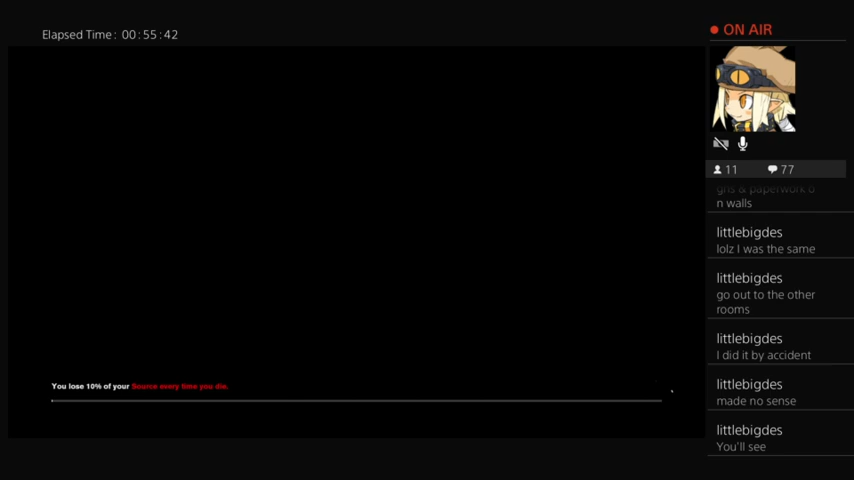 Elapsed Time: 00:55:42
ON AIR
11 77
n walls
littlebigdes
lolz I was the same
littlebigdes
go out to the other
rooms
littlebigdes
I did it by accident
littlebigdes
made no sense
littlebigdes
You'll see
You lose 10% of your Source every time you die.